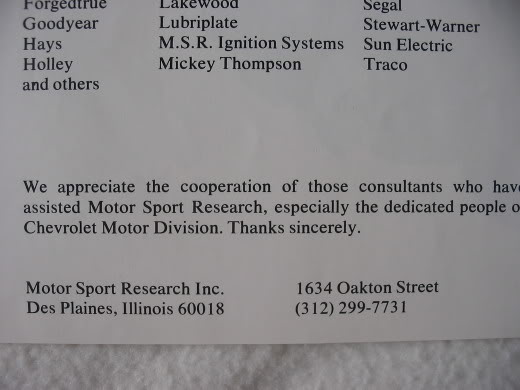 Forgedtrue Lakewood Segal
Goodyear Lubriplate Stewart-Warner
Hays M.S.R. Ignition Systems Sun Electric
Holley Mickey Thompson Traco
and others
We appreciate the cooperation of those consultants who have
assisted Motor Sport Research, especially the dedicated people
Chevrolet Motor Division. Thanks sincerely.
Motor Sport Research Inc. 1634 Oakton Street
Des Plaines, Illinois 60018 (312) 299-7731